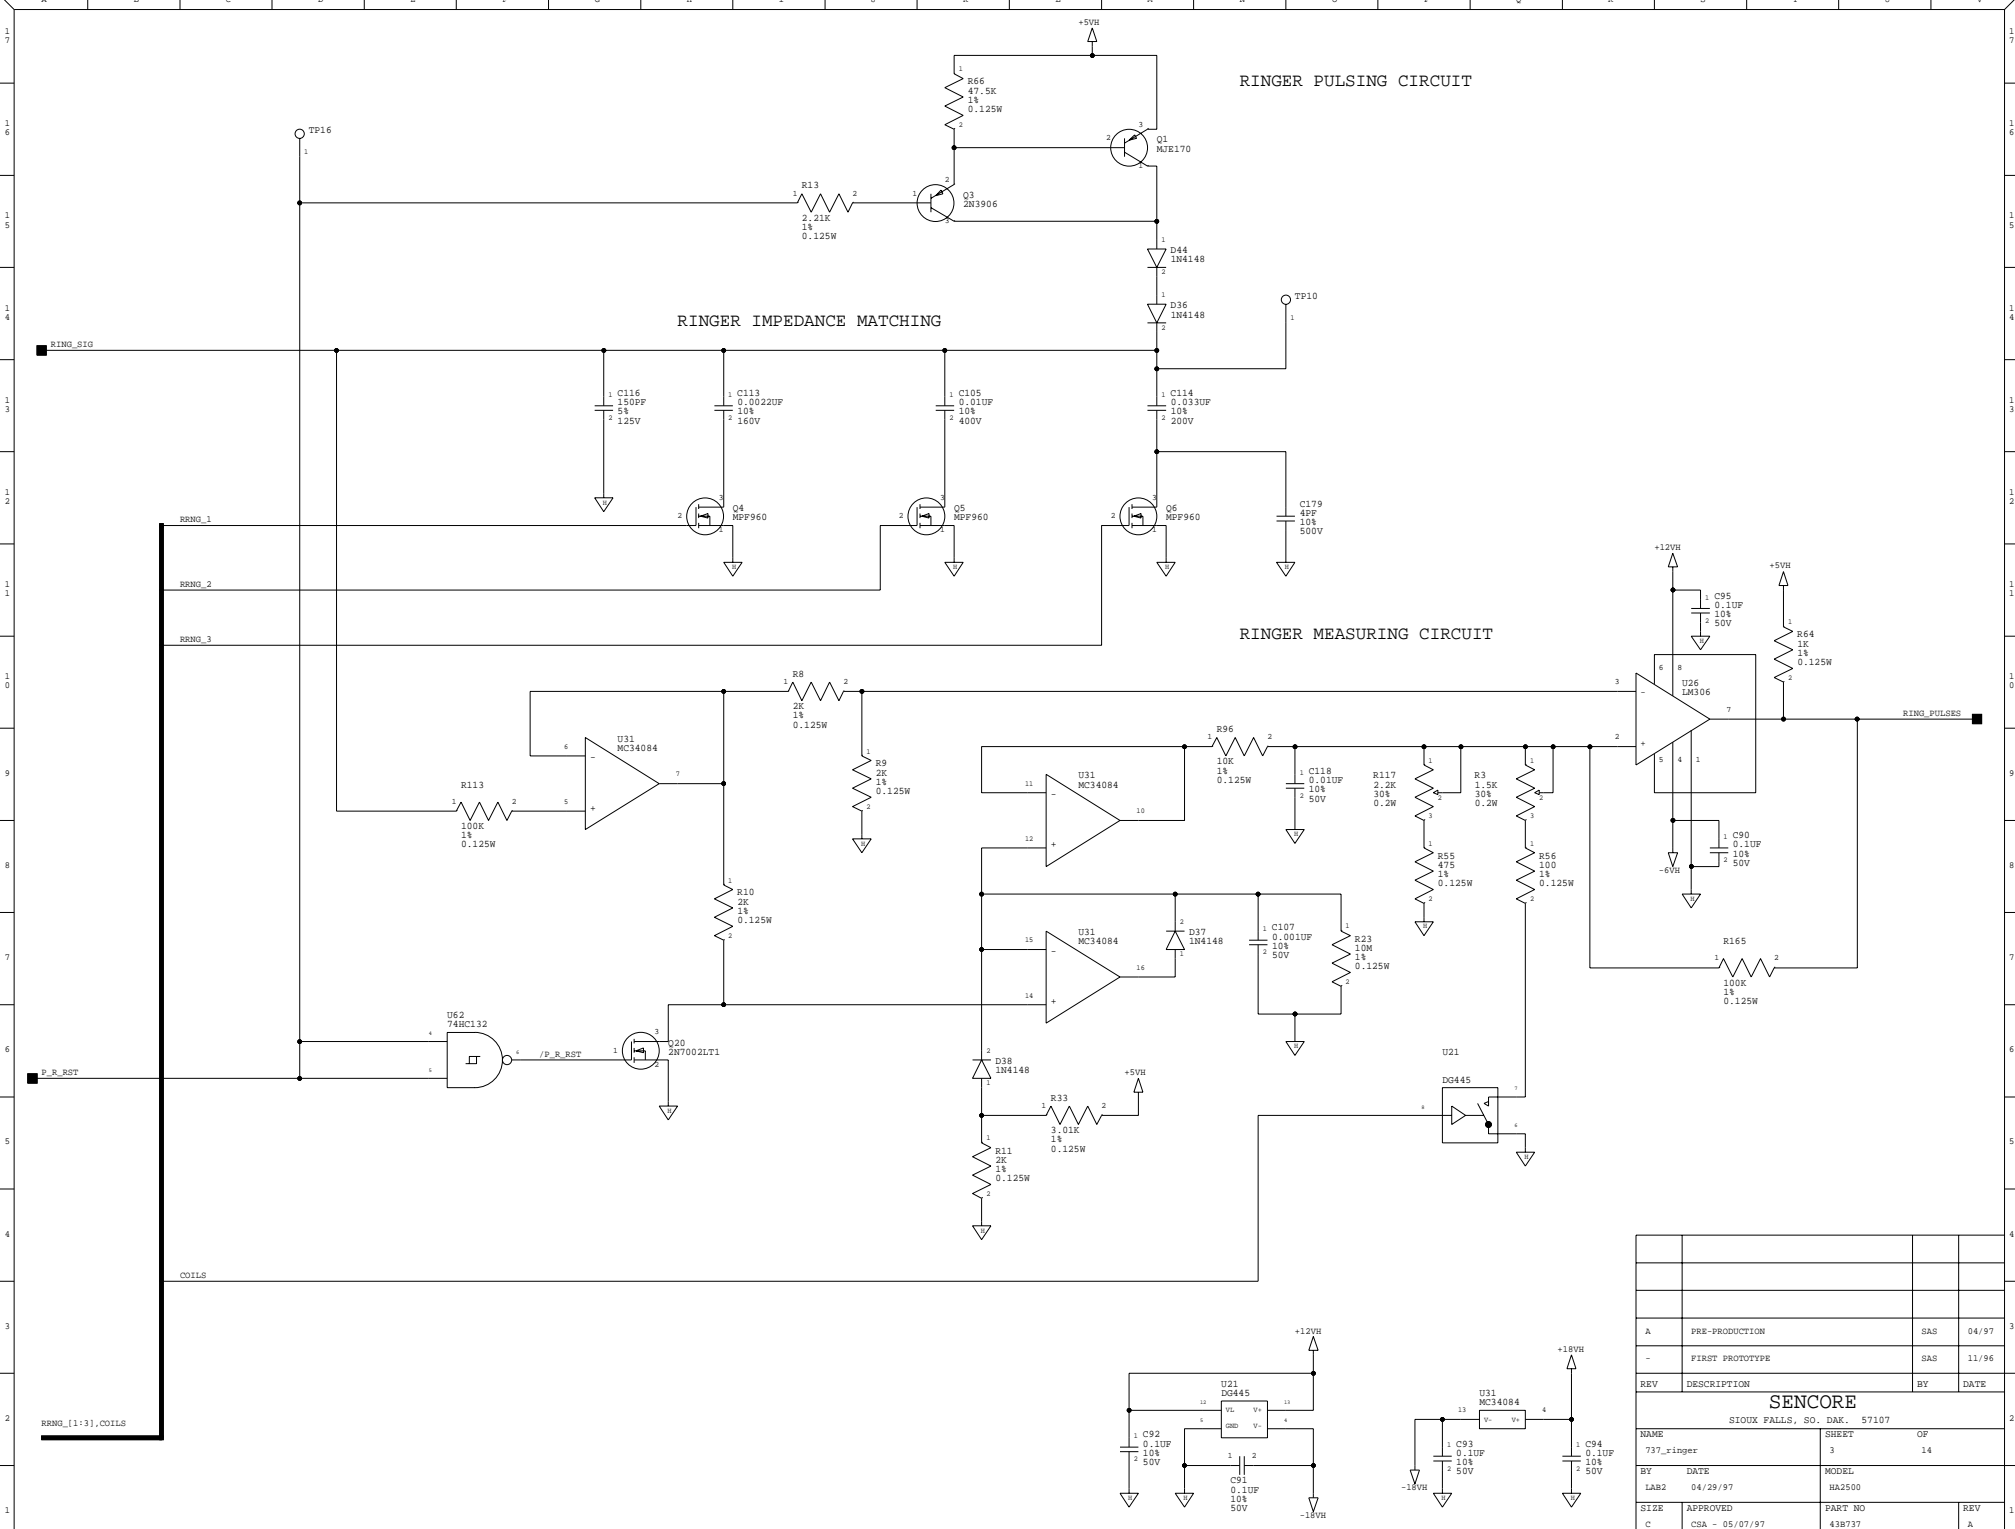 +5VH
RINGER PULSING CIRCUIT
R66
47.5K
1%
0.125W
TP16
Q1
MJE170
R13
2.21K
1%
0.125W
Q3
2N3906
D44
1N4148
D36
1N4148
TP10
RINGER IMPEDANCE MATCHING
RING_SIG
C116
150PF
5%
125V
C113
0.0022UF
10%
160V
C105
0.01UF
10%
400V
C114
0.033UF
10%
200V
Q4
MPF960
Q5
MPF960
Q6
MPF960
C179
4PF
10%
500V
RRNG_1
RRNG_2
RRNG_3
RINGER MEASURING CIRCUIT
+12VH
+5VH
C95
0.1UF
10%
50V
R64
1K
1%
0.125W
U26
LM306
RING_PULSES
R8
2K
1%
0.125W
U31
MC34084
R9
2K
1%
0.125W
R113
100K
1%
0.125W
R96
10K
1%
0.125W
U31
MC34084
C118
0.01UF
10%
50V
R117
2.2K
30%
0.2W
R3
1.5K
30%
0.2W
R55
475
1%
0.125W
R56
100
1%
0.125W
C90
0.1UF
10%
50V
-6VH
R10
2K
1%
0.125W
U31
MC34084
D37
1N4148
C107
0.001UF
10%
50V
R23
10M
1%
0.125W
R165
100K
1%
0.125W
U62
74HC132
/P_R_RST
Q20
2N7002LT1
P_R_RST
D38
1N4148
+5VH
R33
3.01K
1%
0.125W
R11
2K
1%
0.125W
U21
DG445
COILS
RRNG_[1:3],COILS
+12VH
U21
DG445
VL V+
GND V-
C92
0.1UF
10%
50V
C91
0.1UF
10%
50V
-18VH
+18VH
U31
MC34084
V- V+
C93
0.1UF
10%
50V
C94
0.1UF
10%
50V
-18VH
A PRE-PRODUCTION SAS 04/97
- FIRST PROTOTYPE SAS 11/96
REV DESCRIPTION BY DATE
SENCORE
SIOUX FALLS, SO. DAK. 57107
NAME SHEET OF
737_ringer 3 14
BY DATE MODEL
LAB2 04/29/97 HA2500
SIZE APPROVED PART NO REV
C CSA - 05/07/97 43B737 A